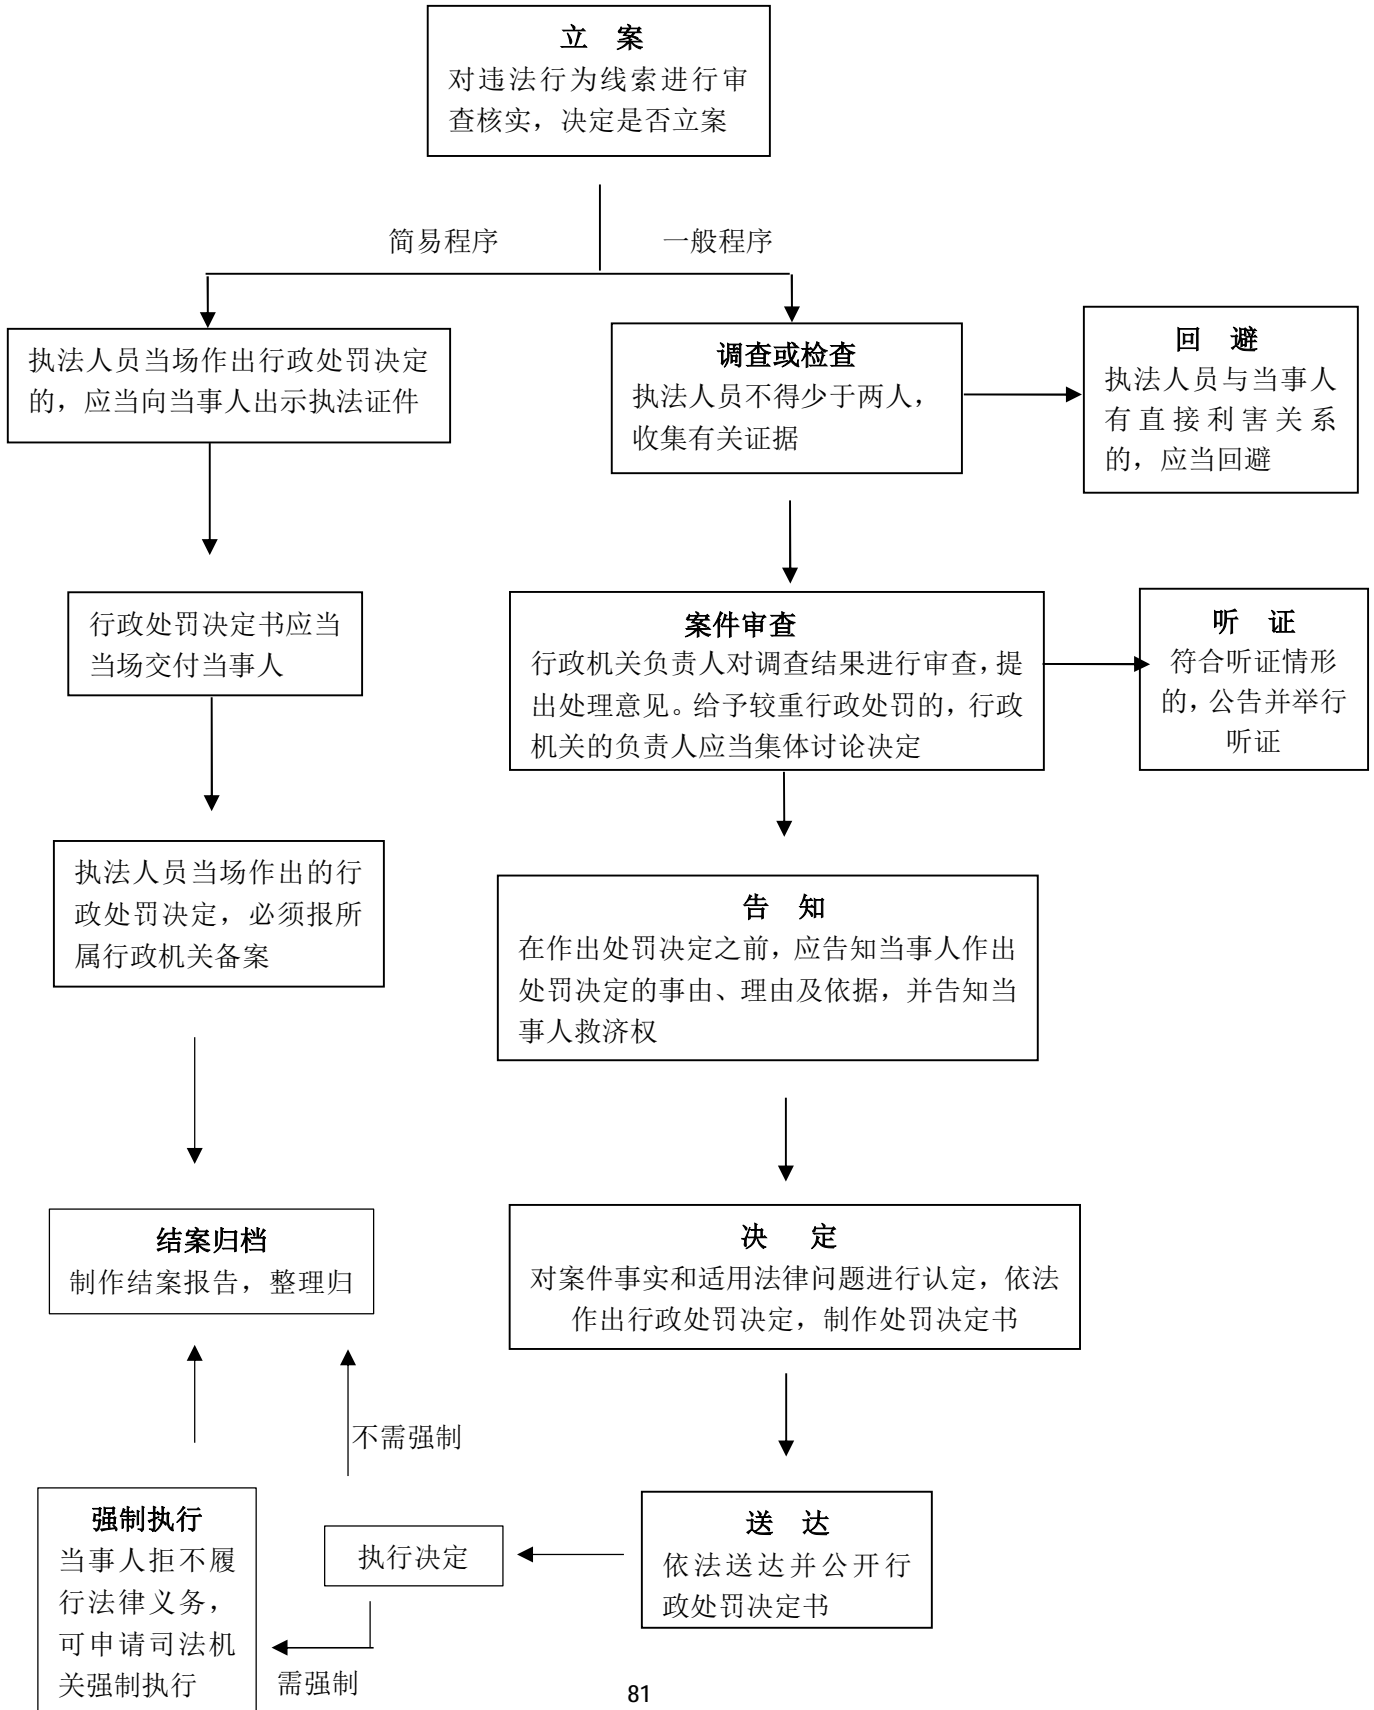 立 案
对违法行为线索进行审
查核实，决定是否立案
简易程序
一般程序
执法人员当场作出行政处罚决定
的，应当向当事人出示执法证件
调查或检查
执法人员不得少于两人，
收集有关证据
回 避
执法人员与当事人
有直接利害关系
的，应当回避
行政处罚决定书应当
当场交付当事人
案件审查
行政机关负责人对调查结果进行审查，提
出处理意见。给予较重行政处罚的，行政
机关的负责人应当集体讨论决定
听 证
符合听证情形
的，公告并举行
听证
执法人员当场作出的行
政处罚决定，必须报所
属行政机关备案
告 知
在作出处罚决定之前，应告知当事人作出
处罚决定的事由、理由及依据，并告知当
事人救济权
结案归档
制作结案报告，整理归
决 定
对案件事实和适用法律问题进行认定，依法
作出行政处罚决定，制作处罚决定书
不需强制
强制执行
当事人拒不履
行法律义务，
可申请司法机
关强制执行
执行决定
送 达
依法送达并公开行
政处罚决定书
需强制
81